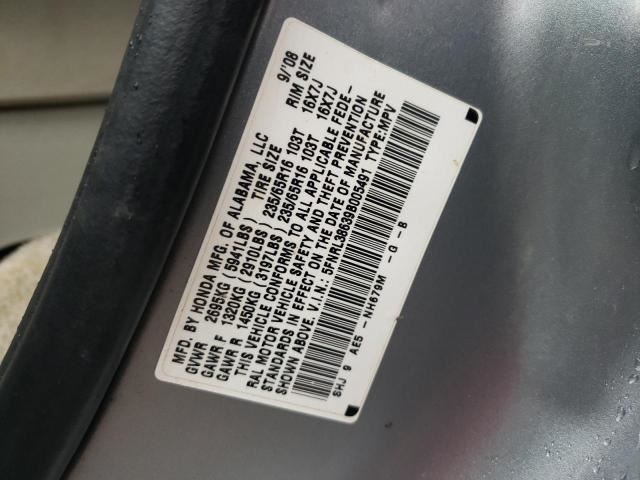 MFD. BY HONDA MFG. OF ALABAMA, LLC 9/'08
GVWR 2695KG (5941LBS) TIRE SIZE RIM SIZE
GAWR F 1320KG (2910LBS) 235/65R16 103T 16X7J
GAWR R 1450KG (3197LBS) 235/65R16 103T 16X7J
THIS VEHICLE CONFORMS TO ALL APPLICABLE FEDE-
RAL MOTOR VEHICLE SAFETY AND THEFT PREVENTION
STANDARDS IN EFFECT ON THE DATE OF MANUFACTURE
SHOWN ABOVE. V.I.N.: 5FNRL38639B005491 TYPE:MPV
SHJ 9 AE5 - NH679M - G - B